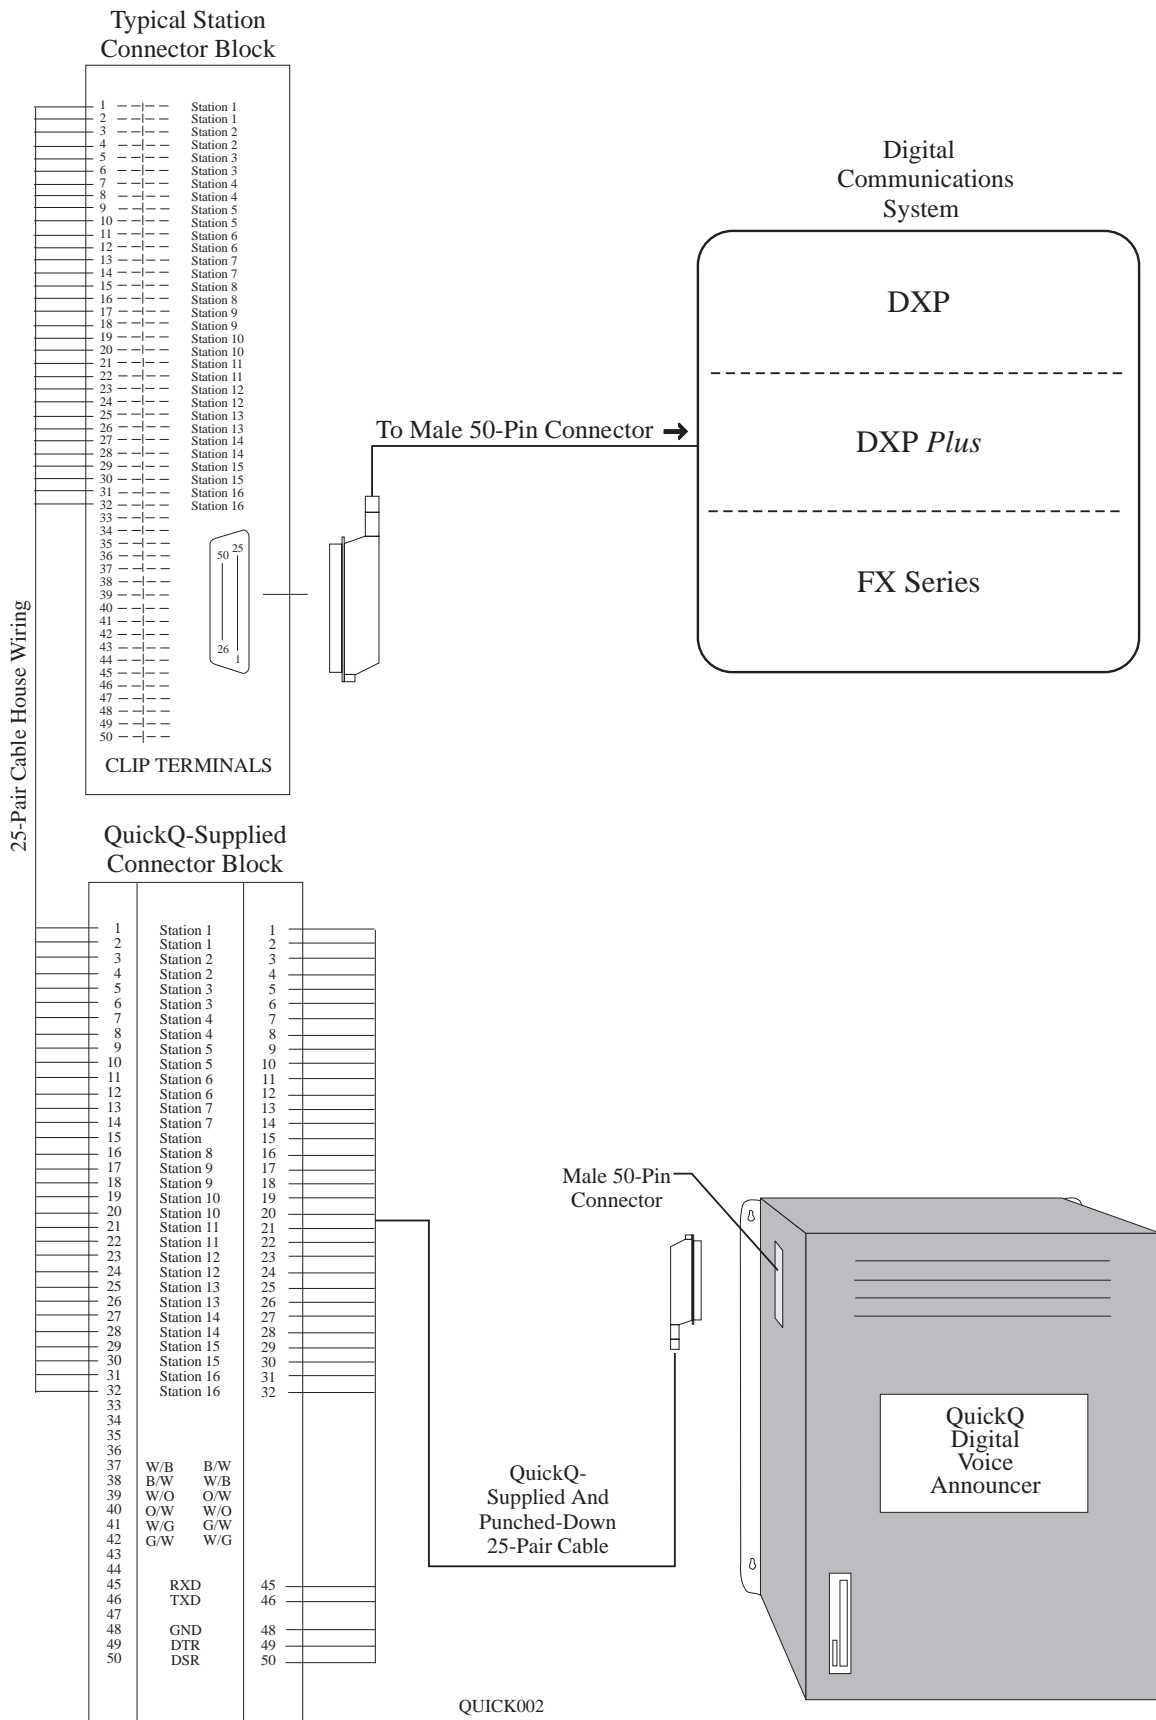 Typical Station
Connector Block
1 Station 1
2 Station 1
3 Station 2
4 Station 2
5 Station 3
6 Station 3
7 Station 4
8 Station 4
9 Station 5
10 Station 5
11 Station 6
12 Station 6
13 Station 7
14 Station 7
15 Station 8
16 Station 8
17 Station 9
18 Station 9
19 Station 10
20 Station 10
21 Station 11
22 Station 11
23 Station 12
24 Station 12
25 Station 13
26 Station 13
27 Station 14
28 Station 14
29 Station 15
30 Station 15
31 Station 16
32 Station 16
33
34
35
36
37
38
39
40
41
42
43
44
45
46
47
48
49
50
50 25
26 1
CLIP TERMINALS
25-Pair Cable House Wiring
To Male 50-Pin Connector
Digital
Communications
System
DXP
DXP Plus
FX Series
QuickQ-Supplied
Connector Block
1 Station 1 1
2 Station 1 2
3 Station 2 3
4 Station 2 4
5 Station 3 5
6 Station 3 6
7 Station 4 7
8 Station 4 8
9 Station 5 9
10 Station 5 10
11 Station 6 11
12 Station 6 12
13 Station 7 13
14 Station 7 14
15 Station 15
16 Station 8 16
17 Station 9 17
18 Station 9 18
19 Station 10 19
20 Station 10 20
21 Station 11 21
22 Station 11 22
23 Station 12 23
24 Station 12 24
25 Station 13 25
26 Station 13 26
27 Station 14 27
28 Station 14 28
29 Station 15 29
30 Station 15 30
31 Station 16 31
32 Station 16 32
33
34
35
36
37 W/B B/W
38 B/W W/B
39 W/O O/W
40 O/W W/O
41 W/G G/W
42 G/W W/G
43
44
45 RXD 45
46 TXD 46
47
48 GND 48
49 DTR 49
50 DSR 50
Male 50-Pin
Connector
QuickQ-
Supplied And
Punched-Down
25-Pair Cable
QuickQ
Digital
Voice
Announcer
QUICK002